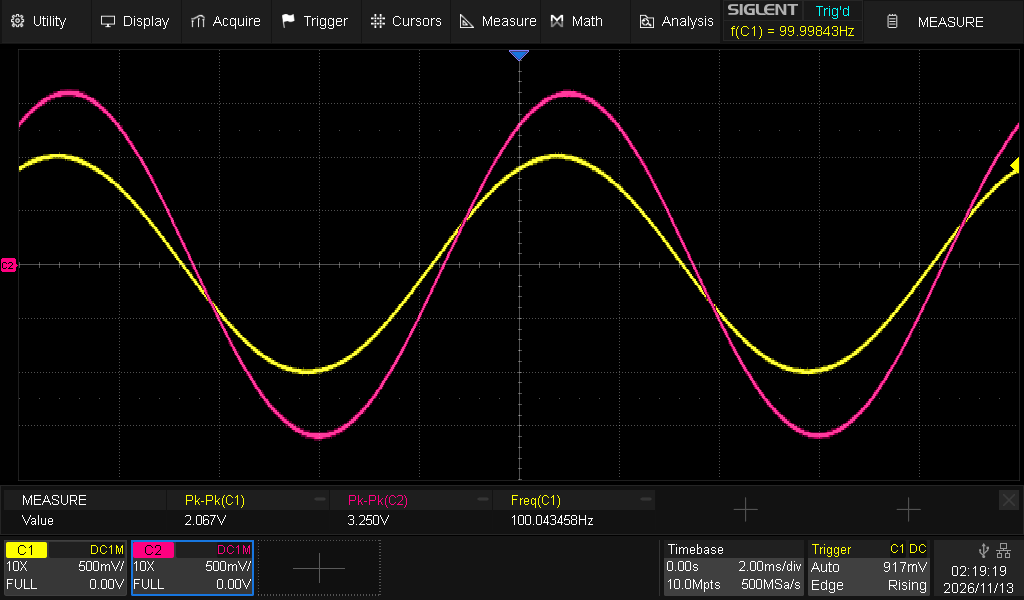 Utility Display Acquire Trigger Cursors Measure Math Analysis SIGLENT Trig'd MEASURE
f(C1) = 99.99843Hz
C2
MEASURE Pk-Pk(C1) Pk-Pk(C2) Freq(C1)
Value 2.067V 3.250V 100.043458Hz
C1 DC1M C2 DC1M Timebase Trigger C1 DC
10X 500mV/ 10X 500mV/ 0.00s 2.00ms/div Auto 917mV 02:19:19
FULL 0.00V FULL 0.00V 10.0Mpts 500MSa/s Edge Rising 2026/11/13